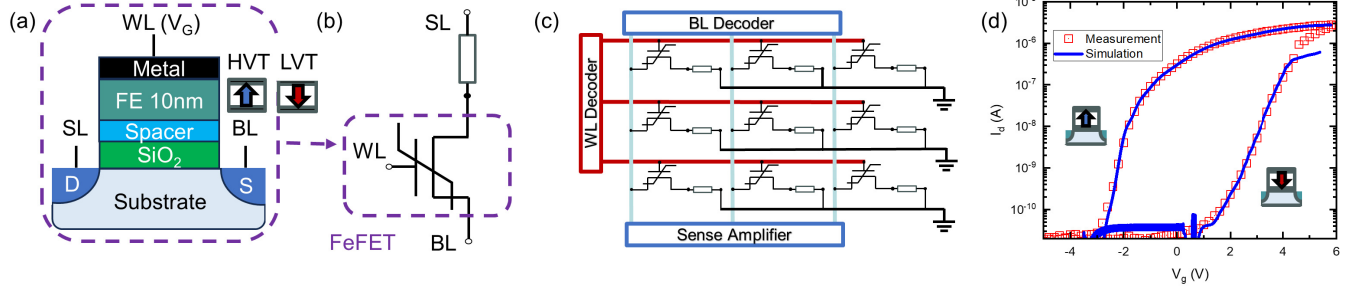 (a)
WL (V_G)
Metal
HVT LVT
FE 10nm
SL
Spacer
BL
SiO₂
D
S
Substrate
(b)
SL
WL
FeFET
BL
(c)
BL Decoder
WL Decoder
Sense Amplifier
(d)
Measurement
Simulation
I_d (A)
10⁻⁶
10⁻⁷
10⁻⁸
10⁻⁹
10⁻¹⁰
-4 -2 0 2 4 6
V_g (V)